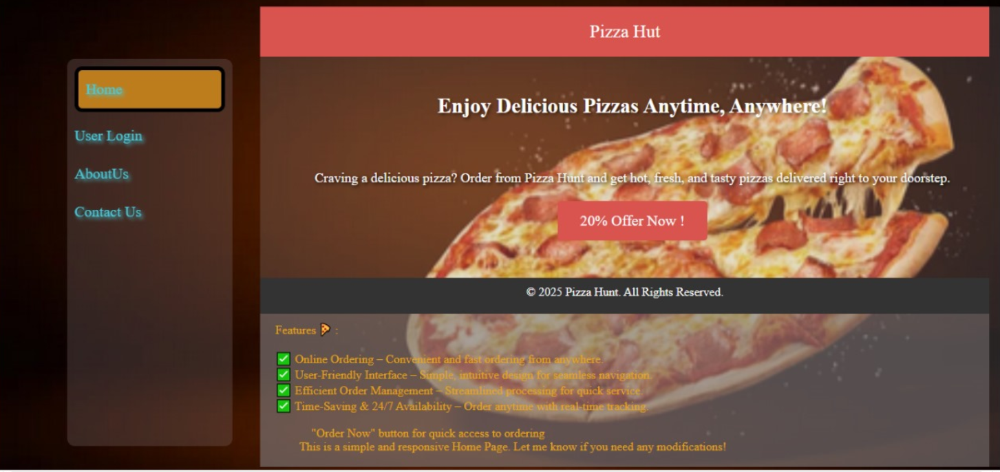 Pizza Hut
Home
User Login
AboutUs
Contact Us
Enjoy Delicious Pizzas Anytime, Anywhere!
Craving a delicious pizza? Order from Pizza Hunt and get hot, fresh, and tasty pizzas delivered right to your doorstep.
20% Offer Now !
© 2025 Pizza Hunt. All Rights Reserved.
Features 🍕 :
✅ Online Ordering – Convenient and fast ordering from anywhere.
✅ User-Friendly Interface – Simple, intuitive design for seamless navigation.
✅ Efficient Order Management – Streamlined processing for quick service.
✅ Time-Saving & 24/7 Availability – Order anytime with real-time tracking.
"Order Now" button for quick access to ordering
This is a simple and responsive Home Page. Let me know if you need any modifications!